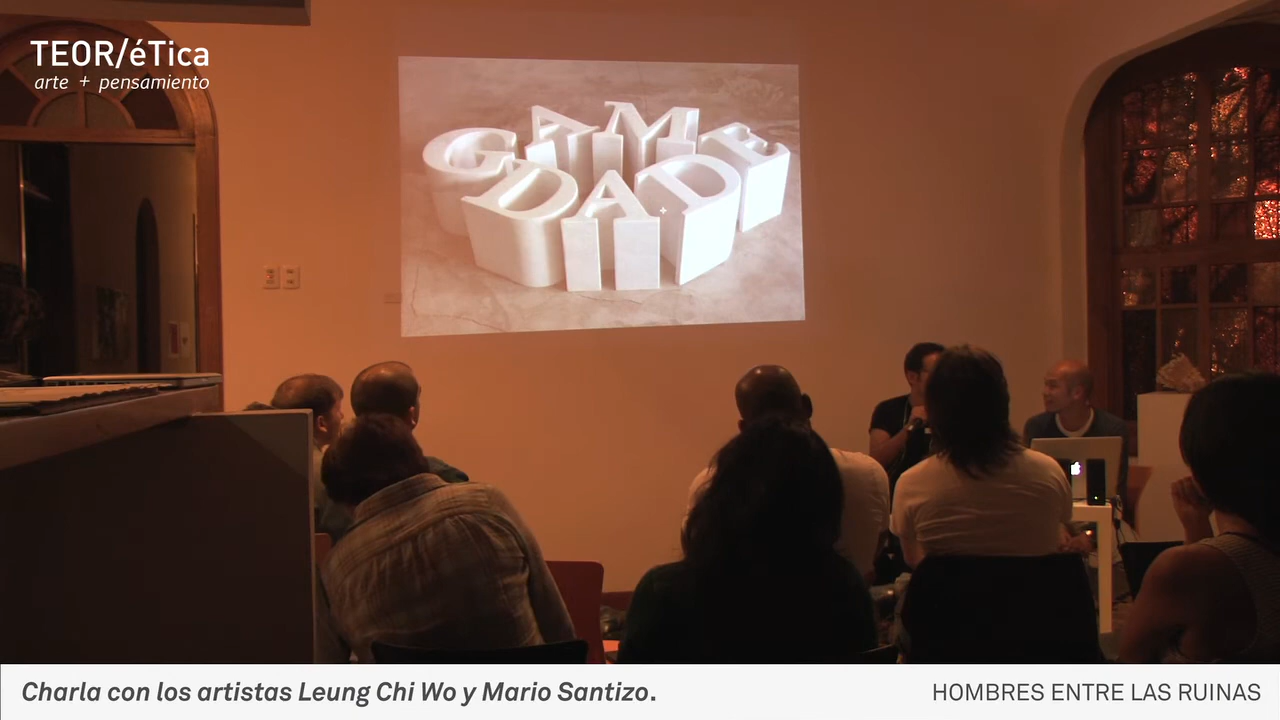 TEOR/éTica
arte + pensamiento
GAME
DADE
Charla con los artistas Leung Chi Wo y Mario Santizo.
HOMBRES ENTRE LAS RUINAS